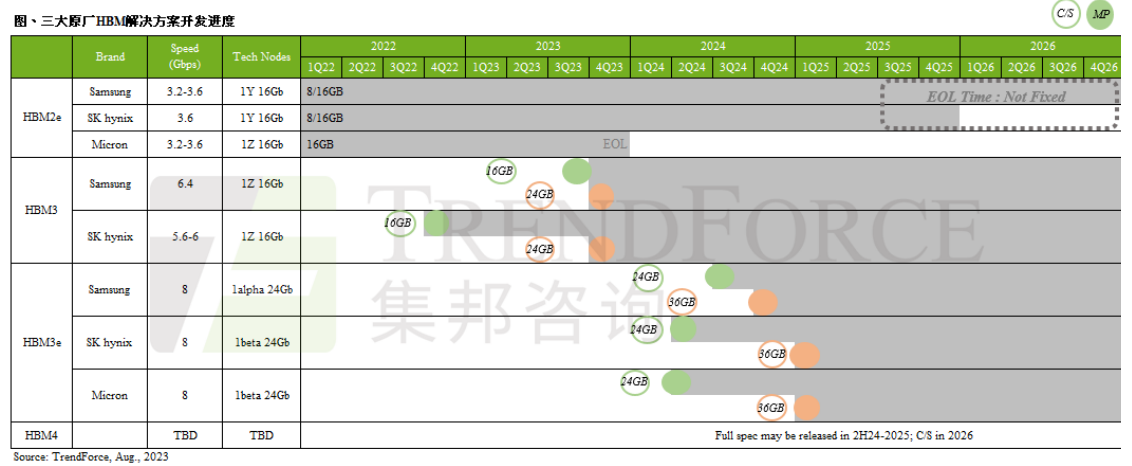 C/S MP
图、三大原厂HBM解决方案开发进度
Brand Speed (Gbps) Tech Nodes 2022 2023 2024 2025 2026
1Q22 2Q22 3Q22 4Q22 1Q23 2Q23 3Q23 4Q23 1Q24 2Q24 3Q24 4Q24 1Q25 2Q25 3Q25 4Q25 1Q26 2Q26 3Q26 4Q26
HBM2e
Samsung 3.2-3.6 1Y 16Gb 8/16GB EOL Time : Not Fixed
SK hynix 3.6 1Y 16Gb 8/16GB
Micron 3.2-3.6 1Z 16Gb 16GB EOL
HBM3
Samsung 6.4 1Z 16Gb 16GB
24GB
SK hynix 5.6-6 1Z 16Gb 16GB
24GB
TRENDFORCE
集邦咨询
HBM3e
Samsung 8 1alpha 24Gb 24GB
36GB
SK hynix 8 1beta 24Gb 24GB
36GB
Micron 8 1beta 24Gb 24GB
36GB
HBM4 TBD TBD Full spec may be released in 2H24-2025; C/S in 2026
Source: TrendForce, Aug., 2023